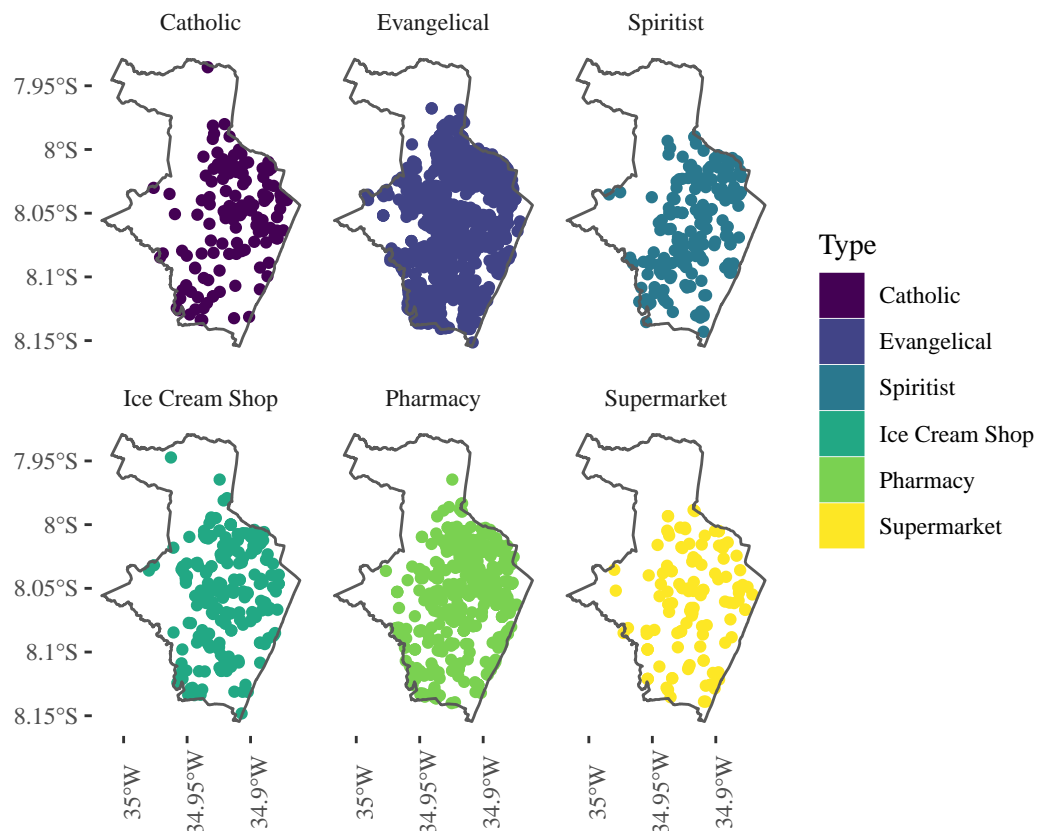 Catholic
Evangelical
Spiritist
7.95°S
8°S
8.05°S
8.1°S
8.15°S
Ice Cream Shop
Pharmacy
Supermarket
7.95°S
8°S
8.05°S
8.1°S
8.15°S
35°W
34.95°W
34.9°W
35°W
34.95°W
34.9°W
35°W
34.95°W
34.9°W
Type
Catholic
Evangelical
Spiritist
Ice Cream Shop
Pharmacy
Supermarket